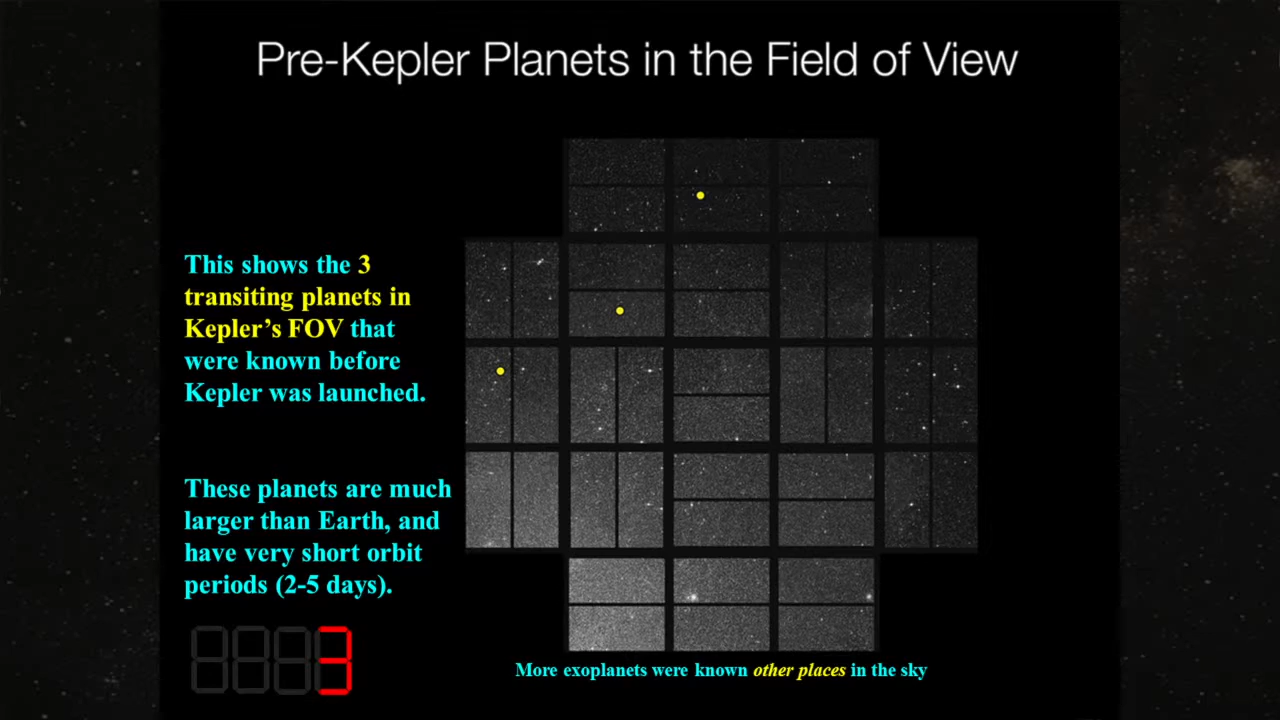 Pre-Kepler Planets in the Field of View
This shows the 3
transiting planets in
Kepler’s FOV that
were known before
Kepler was launched.
These planets are much
larger than Earth, and
have very short orbit
periods (2-5 days).
3
More exoplanets were known other places in the sky